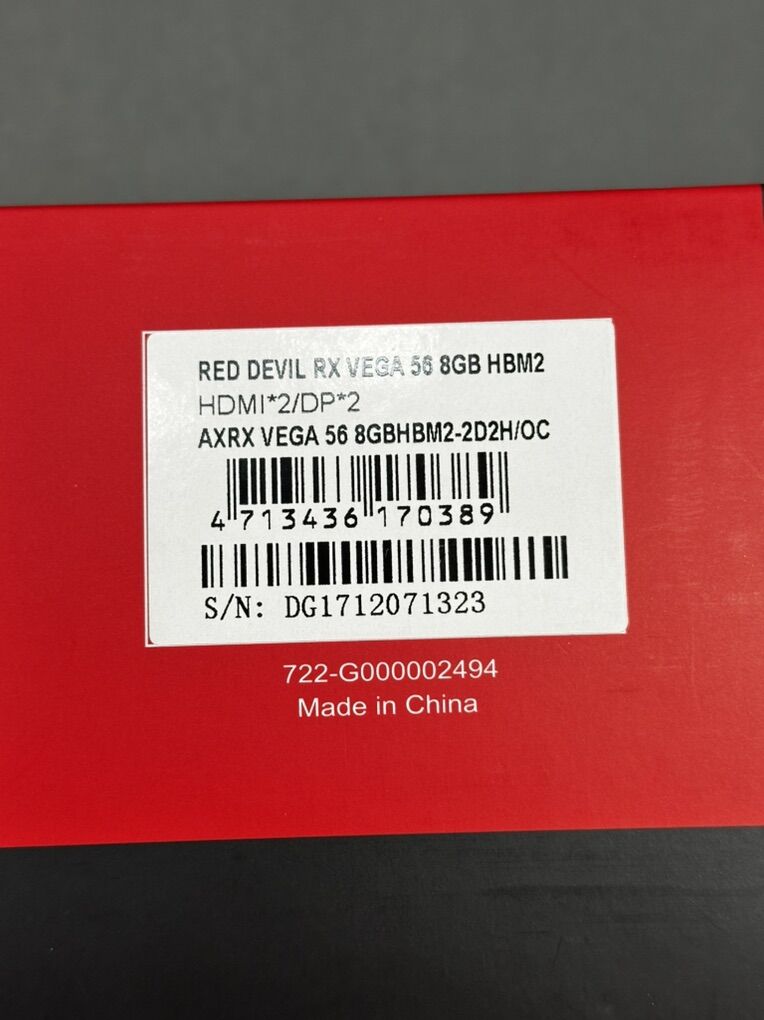 RED DEVIL RX VEGA 56 8GB HBM2
HDMI*2/DP*2
AXRX VEGA 56 8GBHBM2-2D2H/OC
4 713436 170389
S/N: DG1712071323
722-G000002494
Made in China